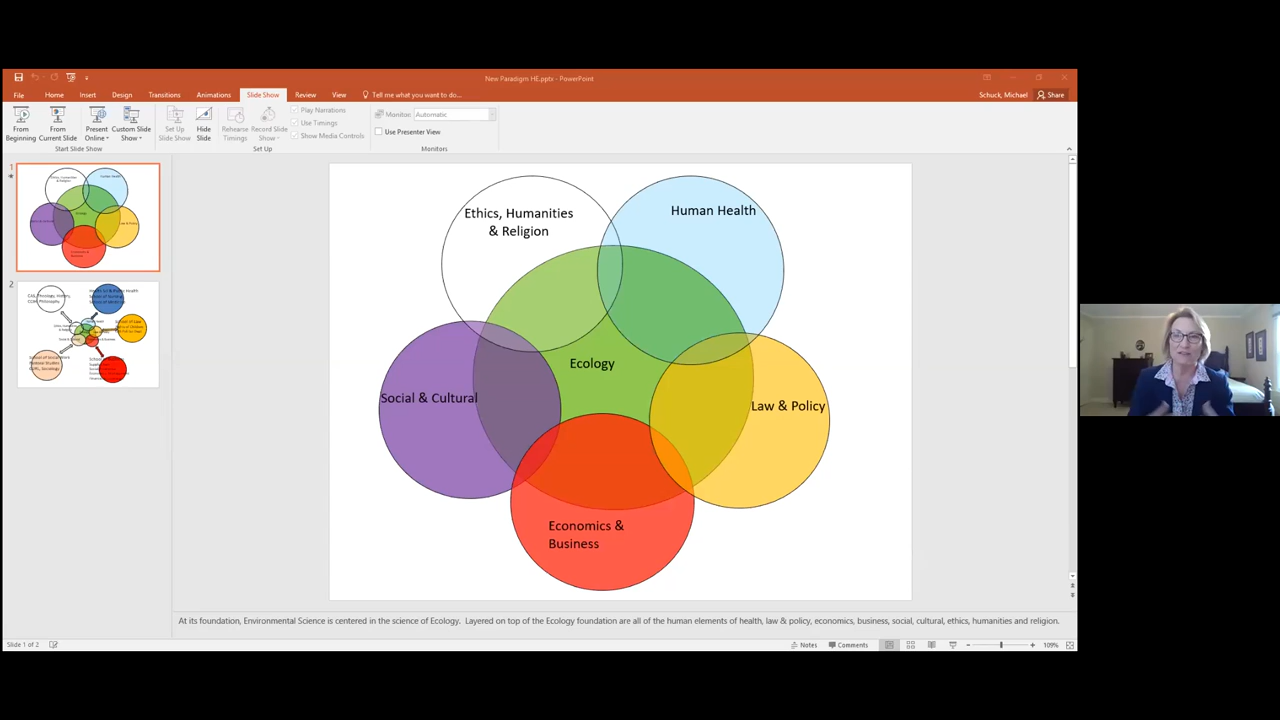 New Paradigm HE.pptx - PowerPoint
File Home Insert Design Transitions Animations Slide Show Review View Tell me what you want to do... Schuck, Michael Share
From Beginning
From Current Slide
Present Online
Custom Slide Show
Start Slide Show
Set Up Slide Show
Hide Slide
Rehearse Timings
Record Slide Show
Play Narrations
Use Timings
Show Media Controls
Set Up
Monitor: Automatic
Use Presenter View
Monitors
1
2
Ethics, Humanities
& Religion
Human Health
Ecology
Social & Cultural
Law & Policy
Economics &
Business
At its foundation, Environmental Science is centered in the science of Ecology. Layered on top of the Ecology foundation are all of the human elements of health, law & policy, economics, business, social, cultural, ethics, humanities and religion.
Slide 1 of 2 Notes Comments 109%